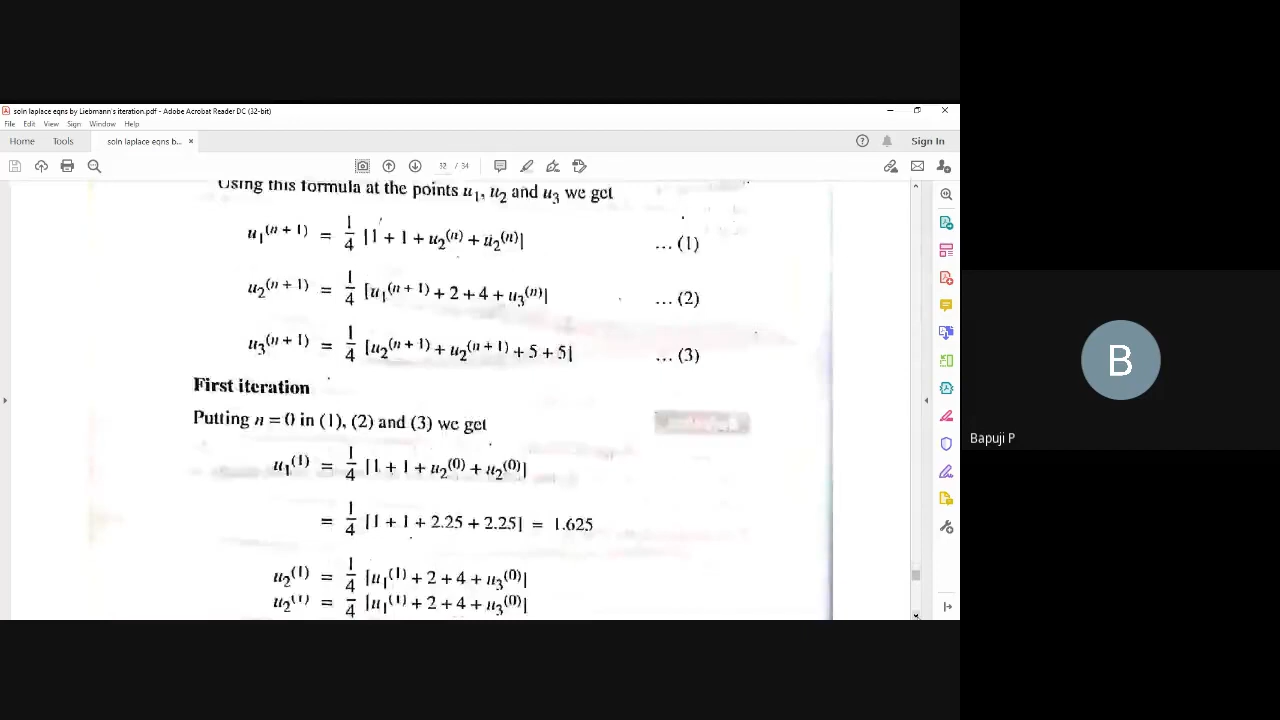 soln laplace eqns by Liebmann's iteration.pdf - Adobe Acrobat Reader DC (32-bit)
File Edit View Sign Window Help
Home Tools soln laplace eqns b... × Sign In
32 / 34
Using this formula at the points u₁, u₂ and u₃ we get
u₁⁽ⁿ⁺¹⁾ = 1/4 [1 + 1 + u₂⁽ⁿ⁾ + u₂⁽ⁿ⁾] ... (1)
u₂⁽ⁿ⁺¹⁾ = 1/4 [u₁⁽ⁿ⁺¹⁾ + 2 + 4 + u₃⁽ⁿ⁾] ... (2)
u₃⁽ⁿ⁺¹⁾ = 1/4 [u₂⁽ⁿ⁺¹⁾ + u₂⁽ⁿ⁺¹⁾ + 5 + 5] ... (3)
First iteration
Putting n = 0 in (1), (2) and (3) we get
u₁⁽¹⁾ = 1/4 [1 + 1 + u₂⁽⁰⁾ + u₂⁽⁰⁾]
= 1/4 [1 + 1 + 2.25 + 2.25] = 1.625
u₂⁽¹⁾ = 1/4 [u₁⁽¹⁾ + 2 + 4 + u₃⁽⁰⁾]
u₂⁽¹⁾ = 1/4 [u₁⁽¹⁾ + 2 + 4 + u₃⁽⁰⁾]
B
Bapuji P